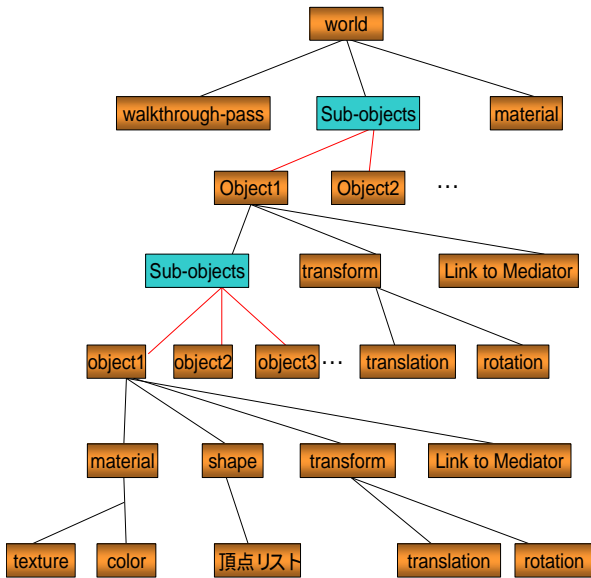 world
walkthrough-pass
Sub-objects
material
Object1
Object2
…
Sub-objects
transform
Link to Mediator
object1
object2
object3
…
translation
rotation
material
shape
transform
Link to Mediator
texture
color
頂点リスト
translation
rotation